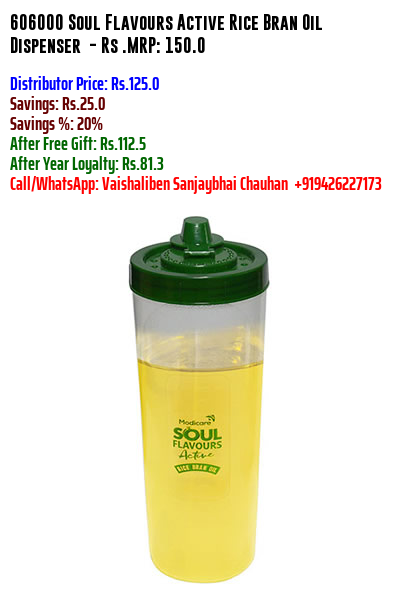 606000 Soul Flavours Active Rice Bran Oil
Dispenser - Rs .MRP: 150.0
Distributor Price: Rs.125.0
Savings: Rs.25.0
Savings %: 20%
After Free Gift: Rs.112.5
After Year Loyalty: Rs.81.3
Call/WhatsApp: Vaishaliben Sanjaybhai Chauhan +919426227173
Modicare
SOUL
FLAVOURS
Active
RICE BRAN OIL